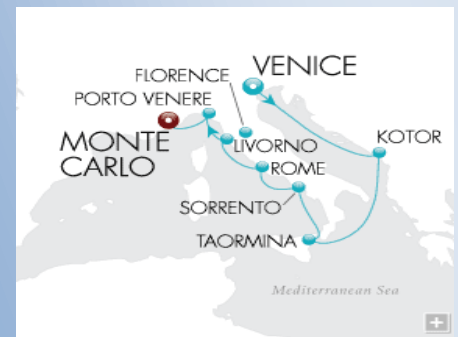 FLORENCE
VENICE
PORTO VENERE
MONTE
CARLO
LIVORNO
KOTOR
ROME
SORRENTO
TAORMINA
Mediterranean Sea